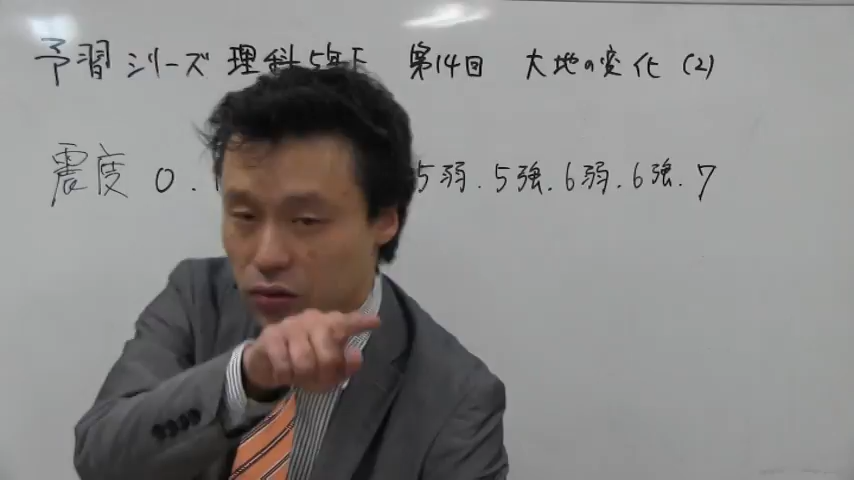 予習シリーズ 理科5年下 第14回 大地の変化 (2)
震度 0. 5弱. 5強. 6弱. 6強. 7